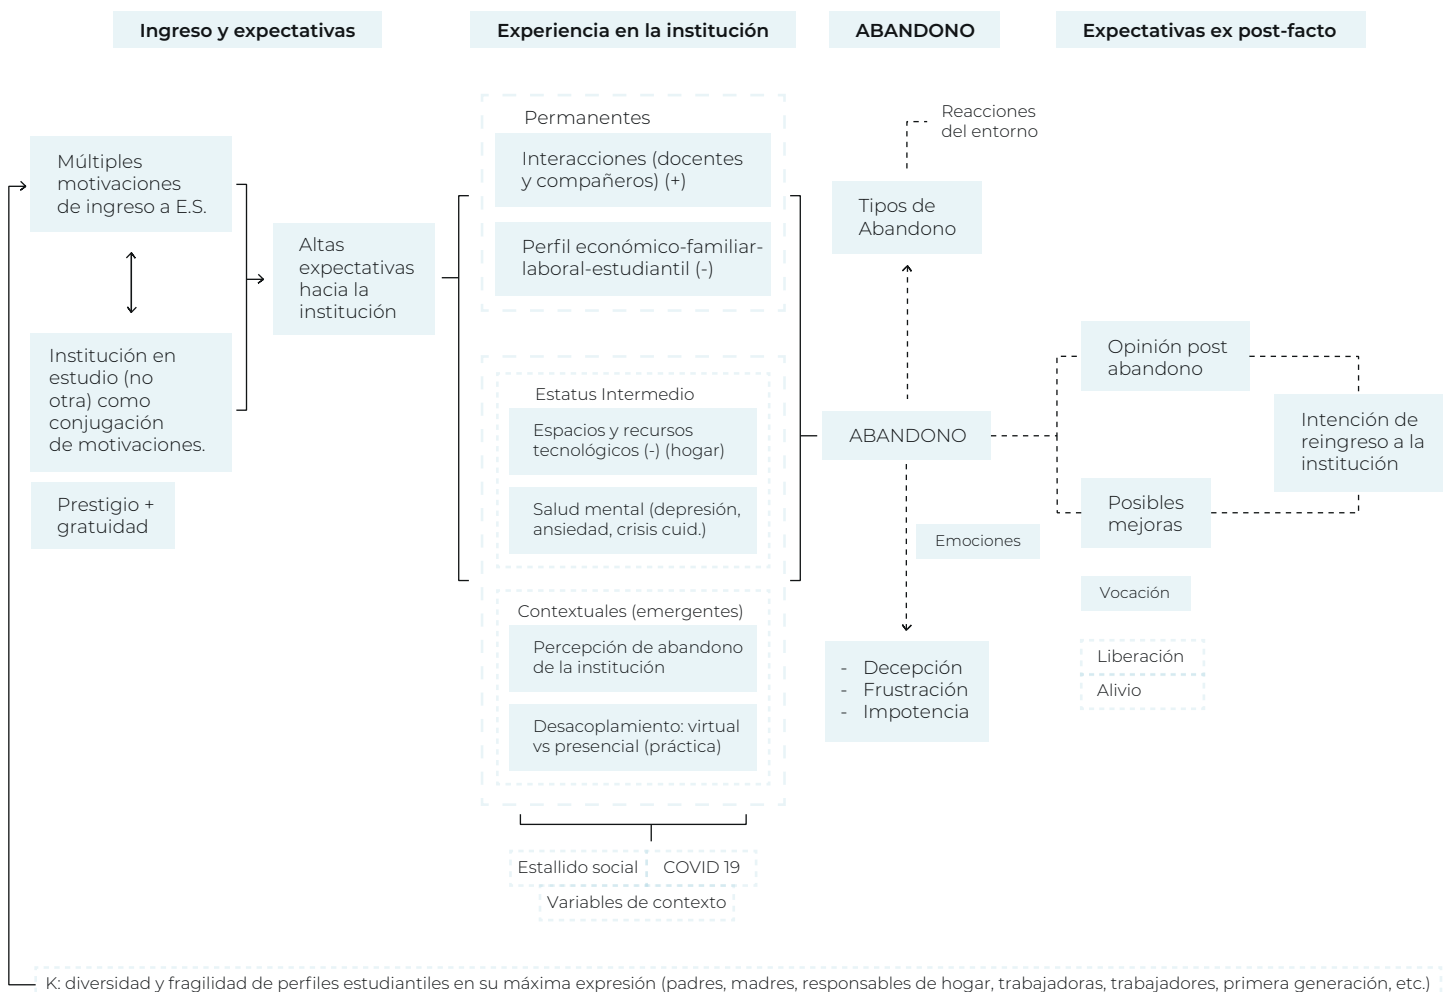 Ingreso y expectativas
Experiencia en la institución
ABANDONO
Expectativas ex post-facto
Múltiples
motivaciones
de ingreso a E.S.
Institución en
estudio (no
otra) como
conjugación
de motivaciones.
Prestigio +
gratuidad
Altas
expectativas
hacia la
institución
Permanentes
Interacciones (docentes
y compañeros) (+)
Perfil económico-familiar-
laboral-estudiantil (-)
Estatus Intermedio
Espacios y recursos
tecnológicos (-) (hogar)
Salud mental (depresión,
ansiedad, crisis cuid.)
Contextuales (emergentes)
Percepción de abandono
de la institución
Desacoplamiento: virtual
vs presencial (práctica)
Estallido social
COVID 19
Variables de contexto
Reacciones
del entorno
Tipos de
Abandono
ABANDONO
Emociones
- Decepción
- Frustración
- Impotencia
Opinión post
abandono
Posibles
mejoras
Intención de
reingreso a la
institución
Vocación
Liberación
Alivio
K: diversidad y fragilidad de perfiles estudiantiles en su máxima expresión (padres, madres, responsables de hogar, trabajadoras, trabajadores, primera generación, etc.)